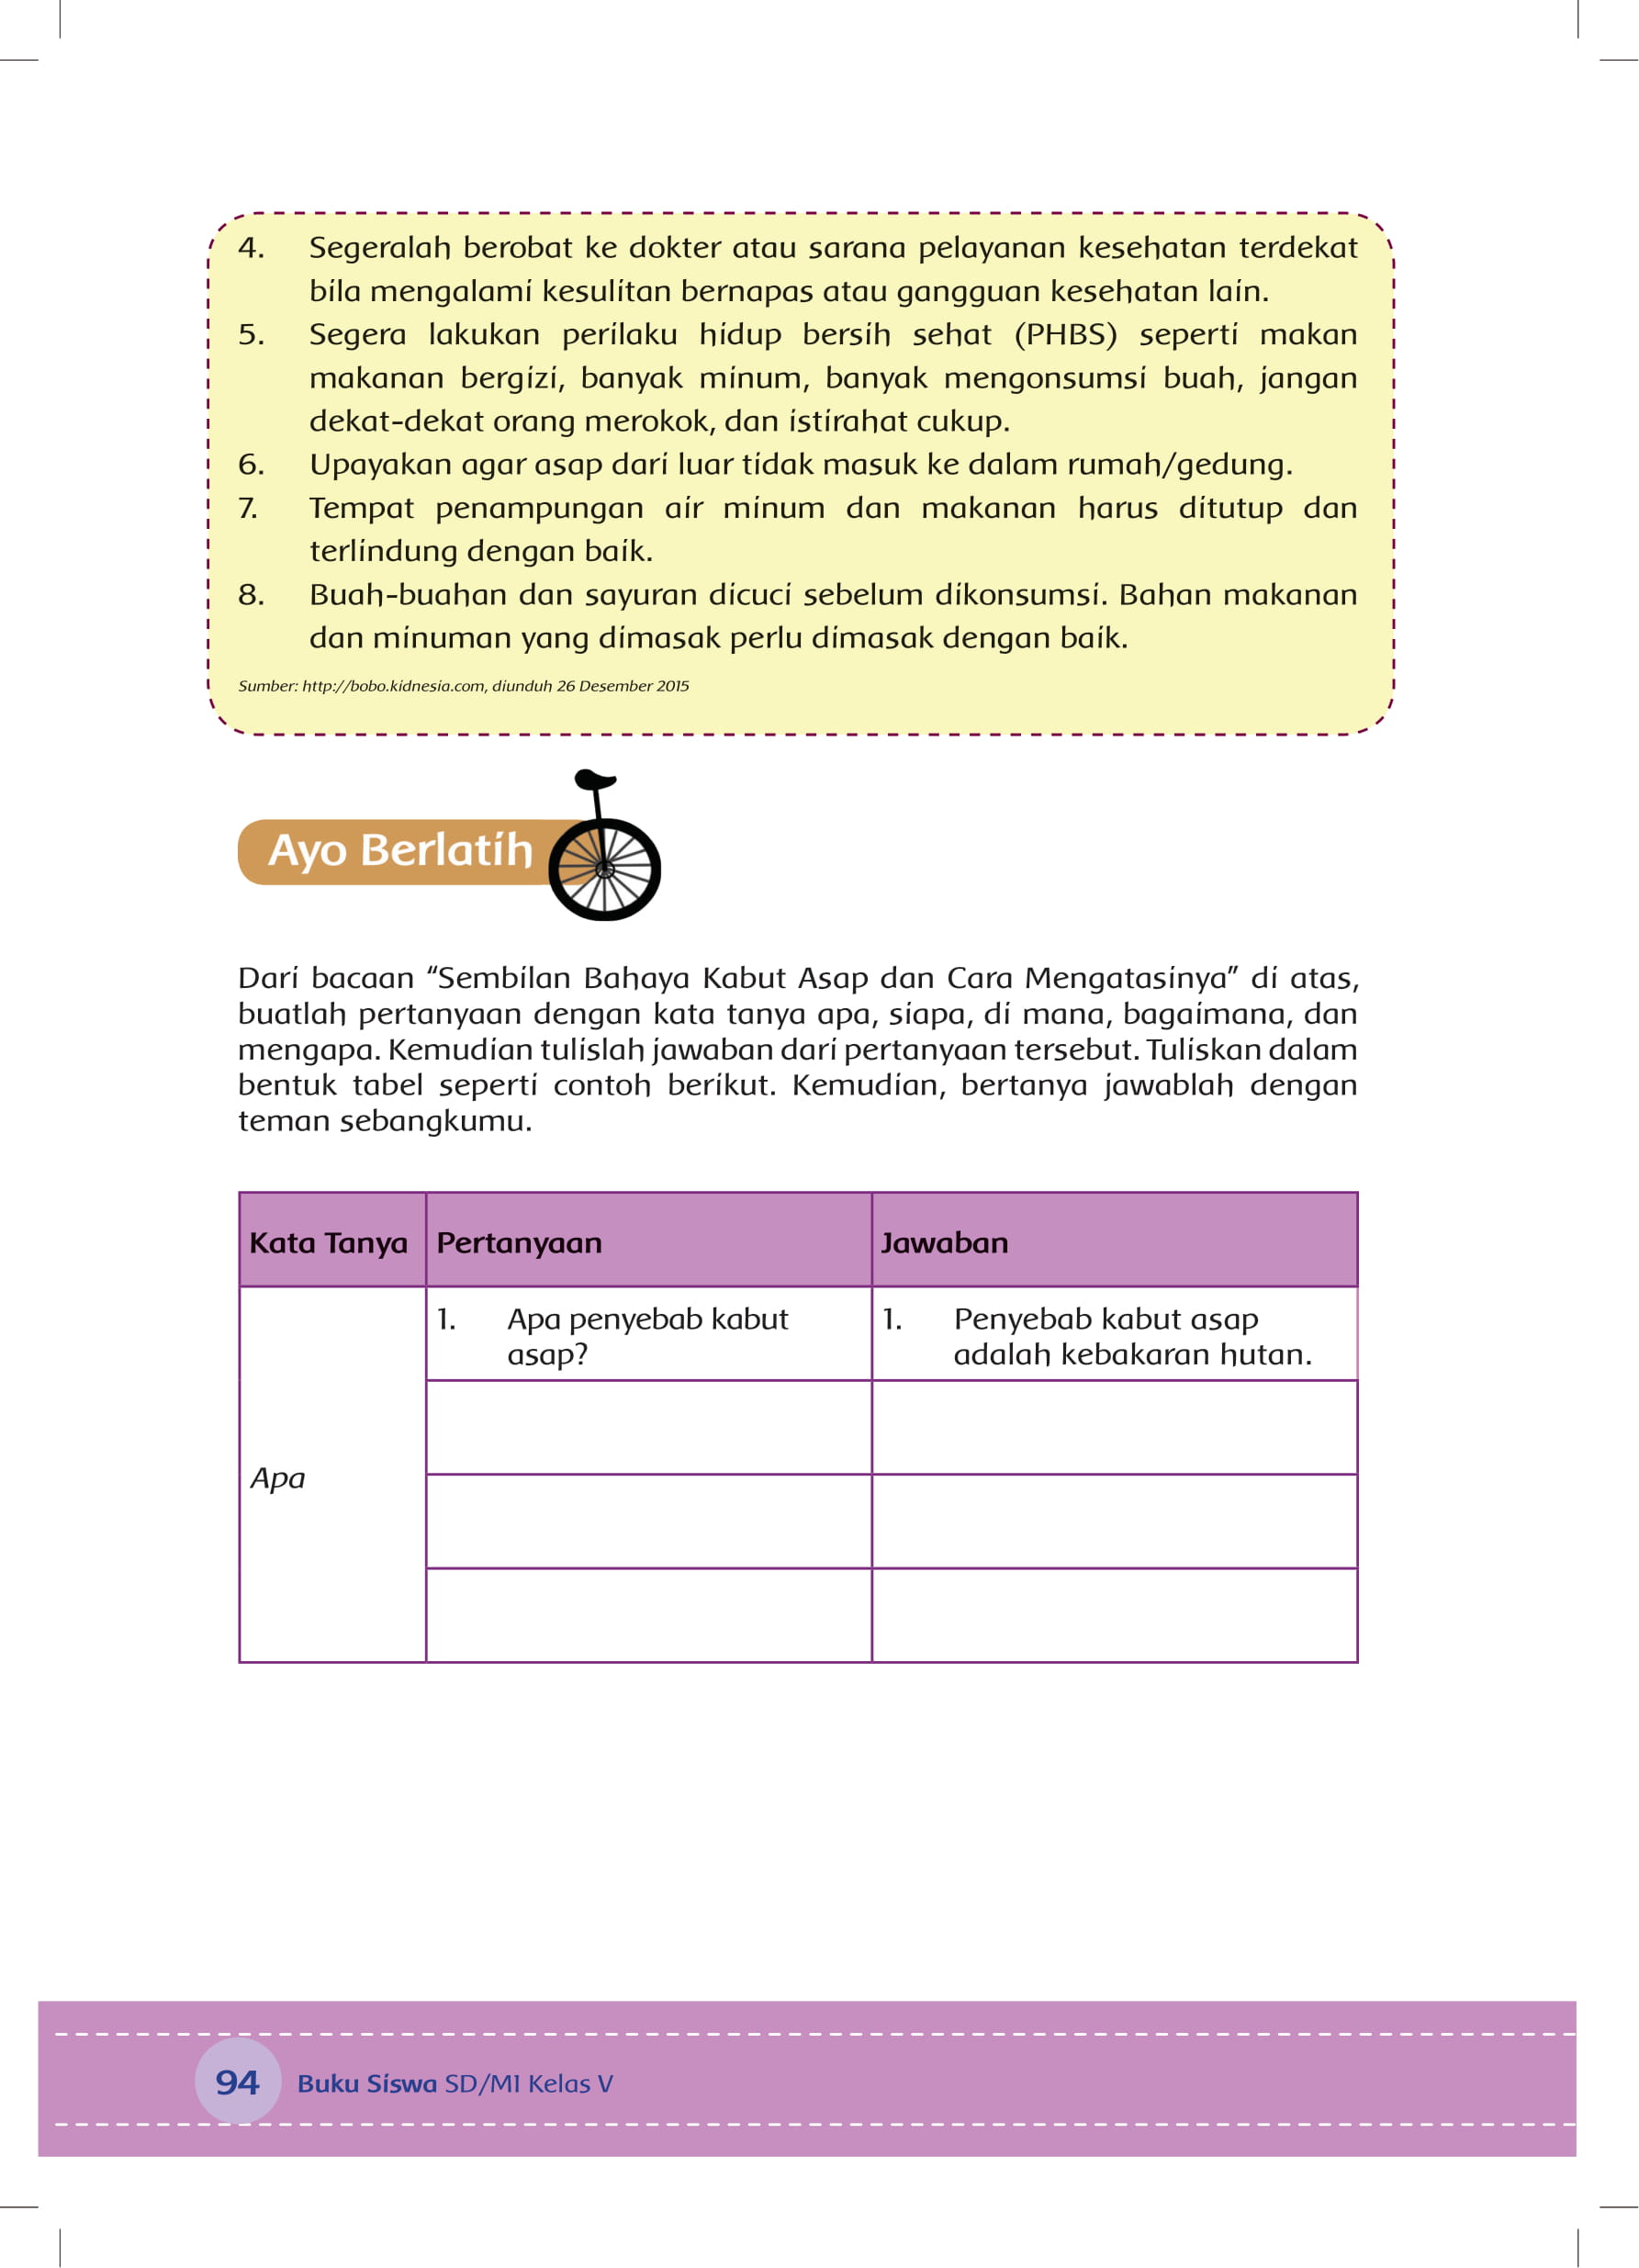 4. Segeralah berobat ke dokter atau sarana pelayanan kesehatan terdekat
bila mengalami kesulitan bernapas atau gangguan kesehatan lain.
5. Segera lakukan perilaku hidup bersih sehat (PHBS) seperti makan
makanan bergizi, banyak minum, banyak mengonsumsi buah, jangan
dekat-dekat orang merokok, dan istirahat cukup.
6. Upayakan agar asap dari luar tidak masuk ke dalam rumah/gedung.
7. Tempat penampungan air minum dan makanan harus ditutup dan
terlindung dengan baik.
8. Buah-buahan dan sayuran dicuci sebelum dikonsumsi. Bahan makanan
dan minuman yang dimasak perlu dimasak dengan baik.
Sumber: http://bobo.kidnesia.com, diunduh 26 Desember 2015
Ayo Berlatih
Dari bacaan “Sembilan Bahaya Kabut Asap dan Cara Mengatasinya” di atas,
buatlah pertanyaan dengan kata tanya apa, siapa, di mana, bagaimana, dan
mengapa. Kemudian tulislah jawaban dari pertanyaan tersebut. Tuliskan dalam
bentuk tabel seperti contoh berikut. Kemudian, bertanya jawablah dengan
teman sebangkumu.
Kata Tanya Pertanyaan Jawaban
1. Apa penyebab kabut
asap?
1. Penyebab kabut asap
adalah kebakaran hutan.
Apa
94 Buku Siswa SD/MI Kelas V